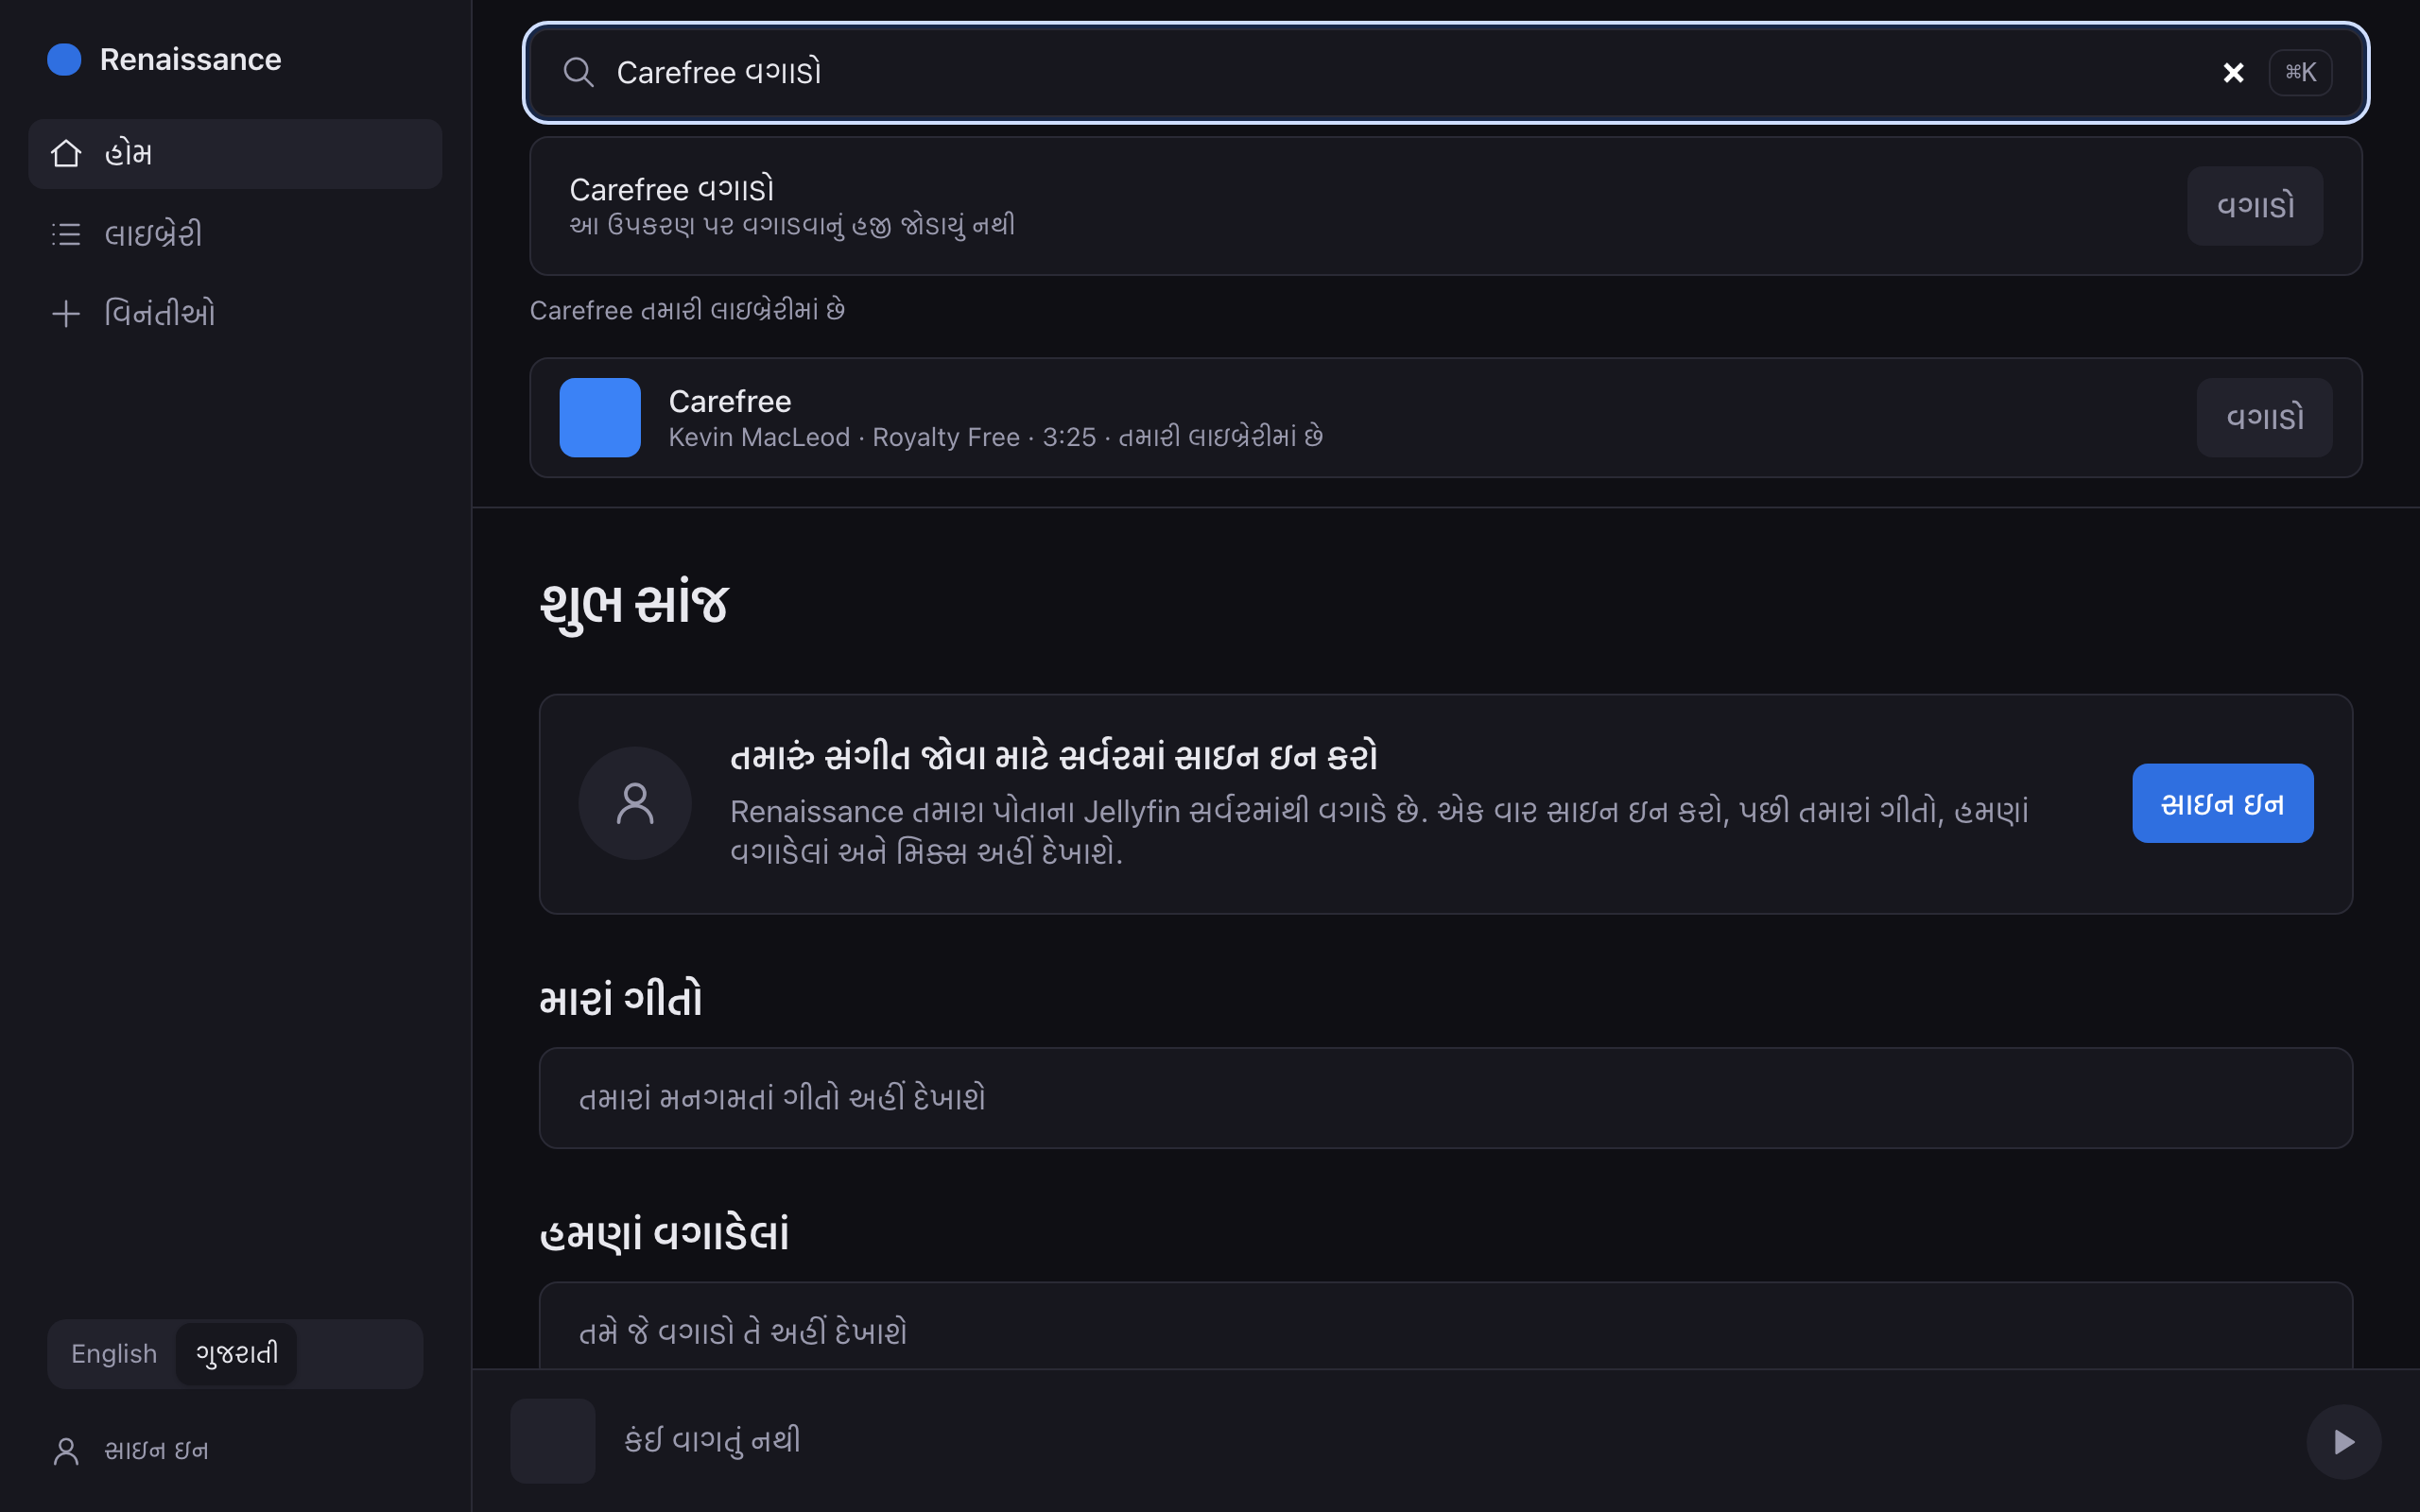 Renaissance
હોમ
લાઇબ્રેરી
વિનંતીઓ
English ગુજરાતી
સાઇન ઇન
Carefree વગાડો
⌘K
Carefree વગાડો
આ ઉપકરણ પર વગાડવાનું હજી જોડાયું નથી
વગાડો
Carefree તમારી લાઇબ્રેરીમાં છે
Carefree
Kevin MacLeod · Royalty Free · 3:25 · તમારી લાઇબ્રેરીમાં છે
વગાડો
શુભ સાંજ
તમારું સંગીત જોવા માટે સર્વરમાં સાઇન ઇન કરો
Renaissance તમારા પોતાના Jellyfin સર્વરમાંથી વગાડે છે. એક વાર સાઇન ઇન કરો, પછી તમારાં ગીતો, હમણાં
વગાડેલાં અને મિક્સ અહીં દેખાશે.
સાઇન ઇન
મારાં ગીતો
તમારાં મનગમતાં ગીતો અહીં દેખાશે
હમણાં વગાડેલાં
તમે જે વગાડો તે અહીં દેખાશે
કંઈ વાગતું નથી